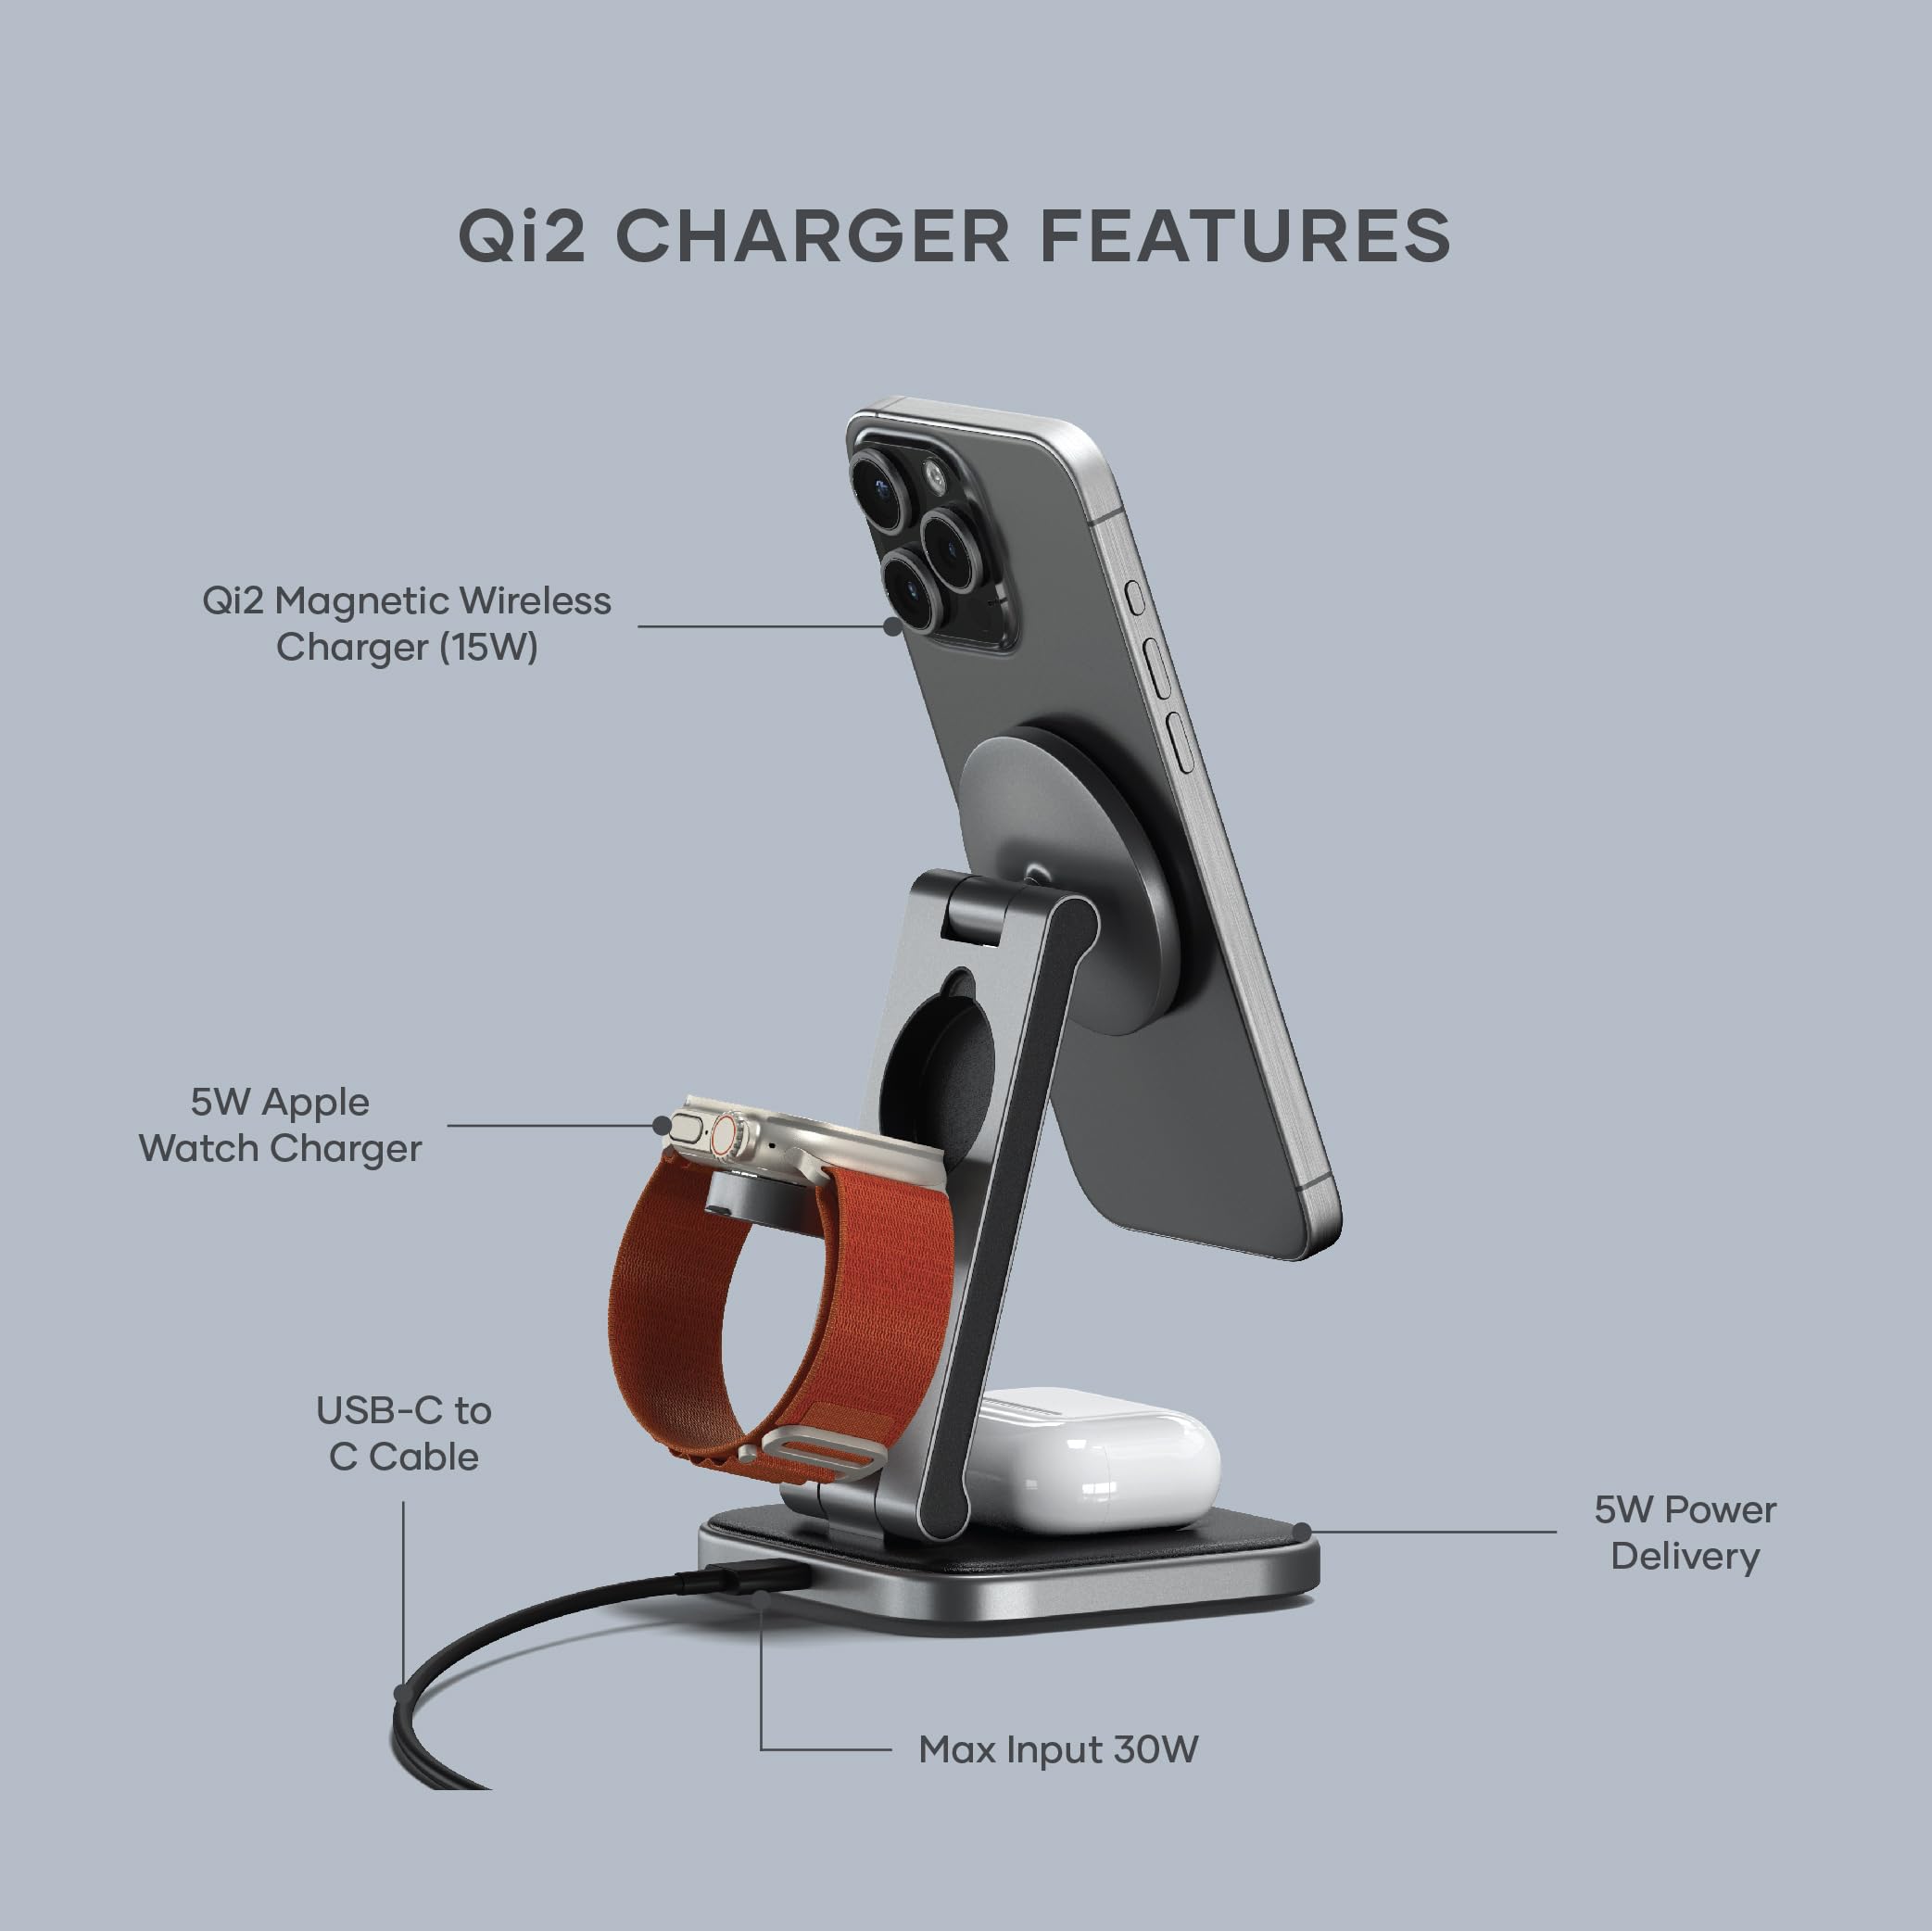 Qi2 CHARGER FEATURES
Qi2 Magnetic Wireless
Charger (15W)
5W Apple
Watch Charger
USB-C to
C Cable
5W Power
Delivery
Max Input 30W